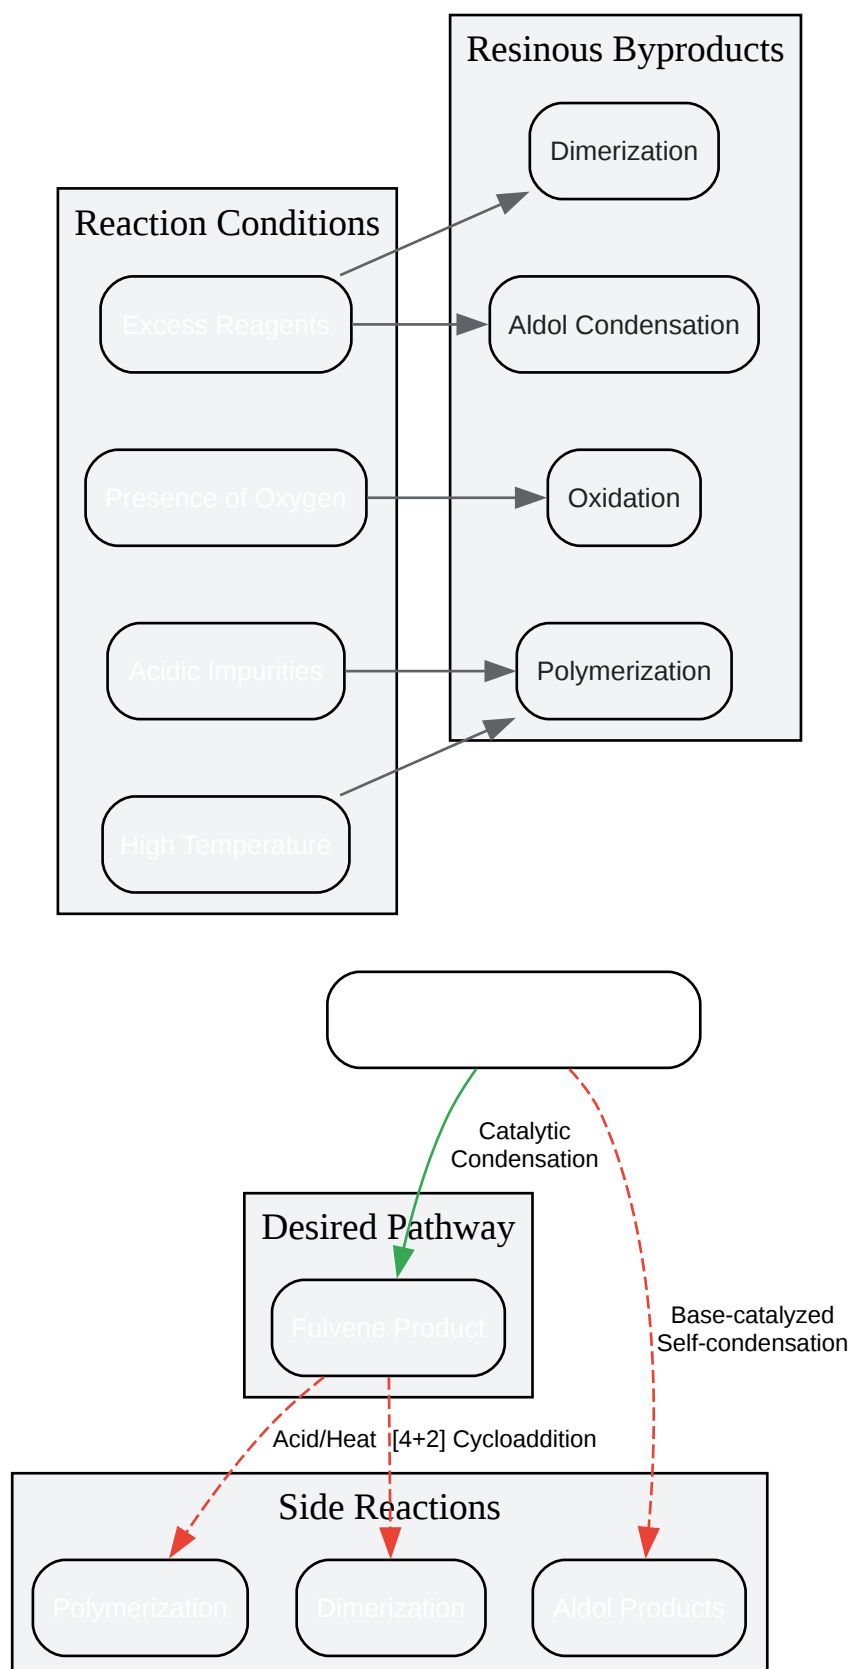 Resinous Byproducts
Dimerization
Reaction Conditions
Excess Reagents
Aldol Condensation
Presence of Oxygen
Oxidation
Acidic Impurities
Polymerization
High Temperature
Catalytic
Condensation
Desired Pathway
Fulvene Product
Base-catalyzed
Self-condensation
Acid/Heat
[4+2] Cycloaddition
Side Reactions
Polymerization
Dimerization
Aldol Products